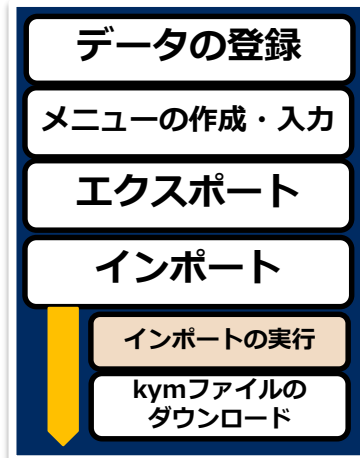 データの登録
メニューの作成・入力
エクスポート
インポート
インポートの実行
kymファイルの
ダウンロード